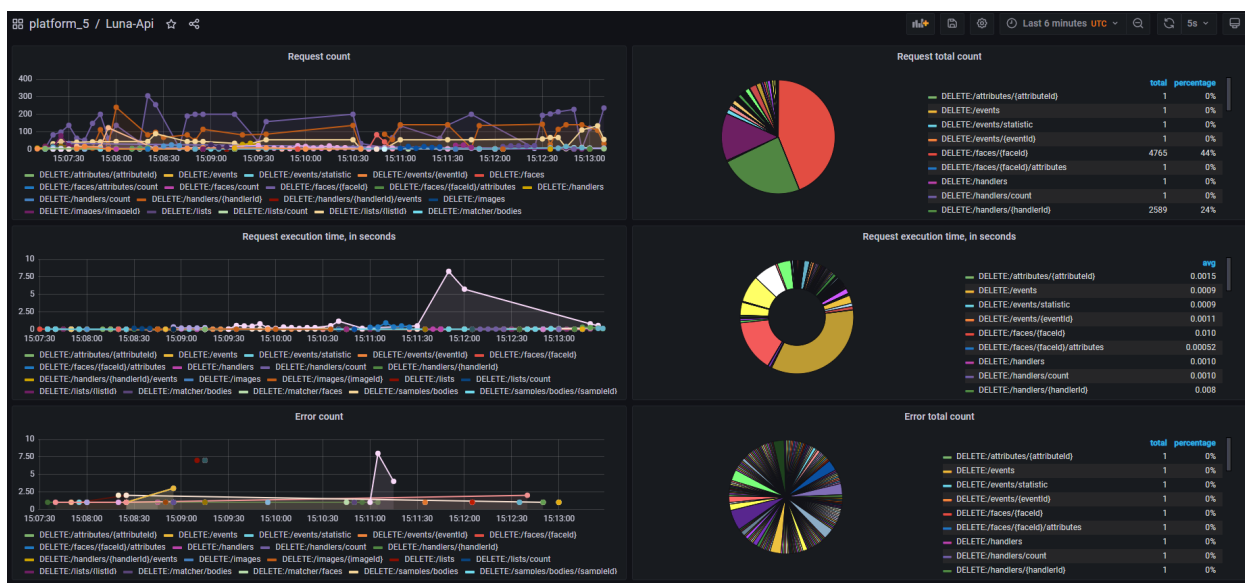 platform_5 / Luna-Api
Last 6 minutes UTC
5s
Request count
400
300
200
100
0
15:07:30 15:08:00 15:08:30 15:09:00 15:09:30 15:10:00 15:10:30 15:11:00 15:11:30 15:12:00 15:12:30 15:13:00
DELETE:/attributes/{attributeId} DELETE:/events DELETE:/events/statistic DELETE:/events/{eventId} DELETE:/faces
DELETE:/faces/attributes/count DELETE:/faces/count DELETE:/faces/{faceId} DELETE:/faces/{faceId}/attributes DELETE:/handlers
DELETE:/handlers/count DELETE:/handlers/{handlerId} DELETE:/handlers/{handlerId}/events DELETE:/images
DELETE:/images/{imageId} DELETE:/lists DELETE:/lists/count DELETE:/lists/{listId} DELETE:/matcher/bodies
Request total count
total percentage
DELETE:/attributes/{attributeId} 1 0%
DELETE:/events 1 0%
DELETE:/events/statistic 1 0%
DELETE:/events/{eventId} 1 0%
DELETE:/faces/{faceId} 4765 44%
DELETE:/faces/{faceId}/attributes 1 0%
DELETE:/handlers 1 0%
DELETE:/handlers/count 1 0%
DELETE:/handlers/{handlerId} 2589 24%
Request execution time, in seconds
10
7.50
5
2.50
0
15:07:30 15:08:00 15:08:30 15:09:00 15:09:30 15:10:00 15:10:30 15:11:00 15:11:30 15:12:00 15:12:30 15:13:00
DELETE:/attributes/{attributeId} DELETE:/events DELETE:/events/statistic DELETE:/events/{eventId} DELETE:/faces/{faceId}
DELETE:/faces/{faceId}/attributes DELETE:/handlers DELETE:/handlers/count DELETE:/handlers/{handlerId}
DELETE:/handlers/{handlerId}/events DELETE:/images DELETE:/images/{imageId} DELETE:/lists DELETE:/lists/count
DELETE:/lists/{listId} DELETE:/matcher/bodies DELETE:/matcher/faces DELETE:/samples/bodies DELETE:/samples/bodies/{sampleId}
Request execution time, in seconds
avg
DELETE:/attributes/{attributeId} 0.0015
DELETE:/events 0.0009
DELETE:/events/statistic 0.0009
DELETE:/events/{eventId} 0.0011
DELETE:/faces/{faceId} 0.010
DELETE:/faces/{faceId}/attributes 0.00052
DELETE:/handlers 0.0010
DELETE:/handlers/count 0.0010
DELETE:/handlers/{handlerId} 0.008
Error count
10
7.50
5
2.50
0
15:07:30 15:08:00 15:08:30 15:09:00 15:09:30 15:10:00 15:10:30 15:11:00 15:11:30 15:12:00 15:12:30 15:13:00
DELETE:/attributes/{attributeId} DELETE:/events DELETE:/events/statistic DELETE:/events/{eventId} DELETE:/faces/{faceId}
DELETE:/faces/{faceId}/attributes DELETE:/handlers DELETE:/handlers/count DELETE:/handlers/{handlerId}
DELETE:/handlers/{handlerId}/events DELETE:/images DELETE:/images/{imageId} DELETE:/lists DELETE:/lists/count
DELETE:/lists/{listId} DELETE:/matcher/bodies DELETE:/matcher/faces DELETE:/samples/bodies DELETE:/samples/bodies/{sampleId}
Error total count
total percentage
DELETE:/attributes/{attributeId} 1 0%
DELETE:/events 1 0%
DELETE:/events/statistic 1 0%
DELETE:/events/{eventId} 1 0%
DELETE:/faces/{faceId} 1 0%
DELETE:/faces/{faceId}/attributes 1 0%
DELETE:/handlers 1 0%
DELETE:/handlers/count 1 0%
DELETE:/handlers/{handlerId} 1 0%